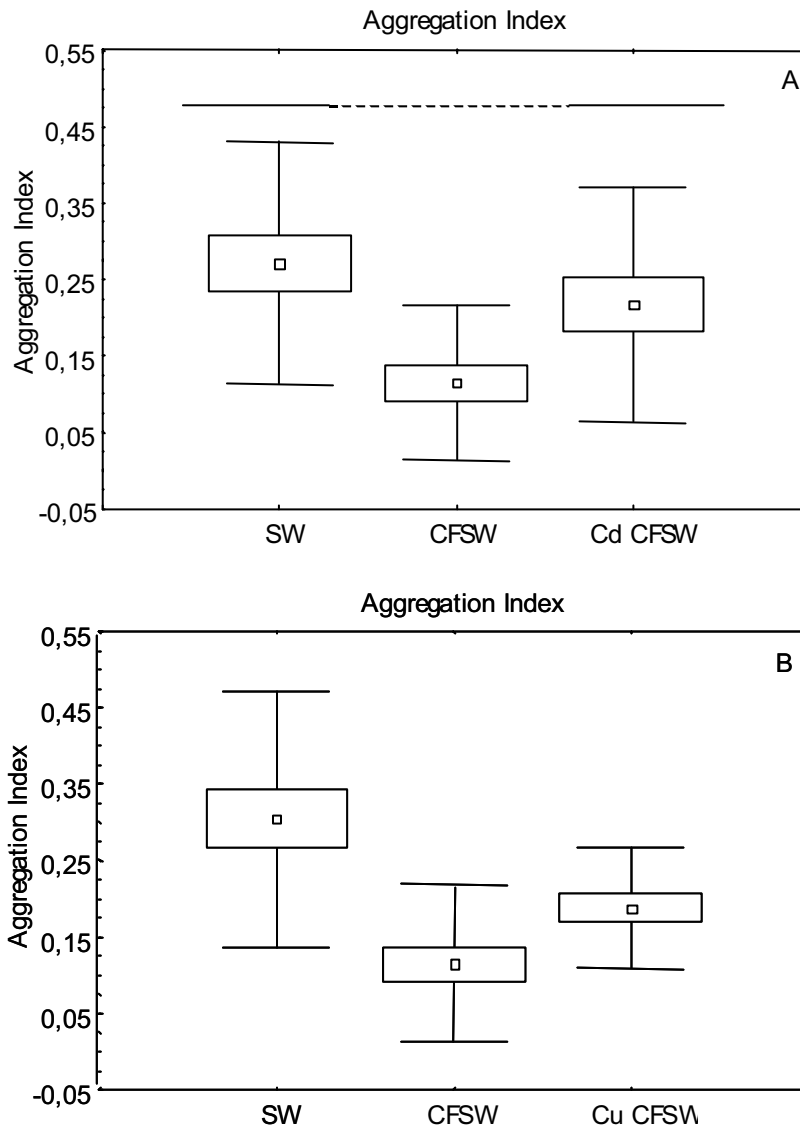 Aggregation Index
A
Aggregation Index
0,55
0,45
0,35
0,25
0,15
0,05
-0,05
SW
CFSW
Cd CFSW
Aggregation Index
B
Aggregation Index
0,55
0,45
0,35
0,25
0,15
0,05
-0,05
SW
CFSW
Cu CFSW